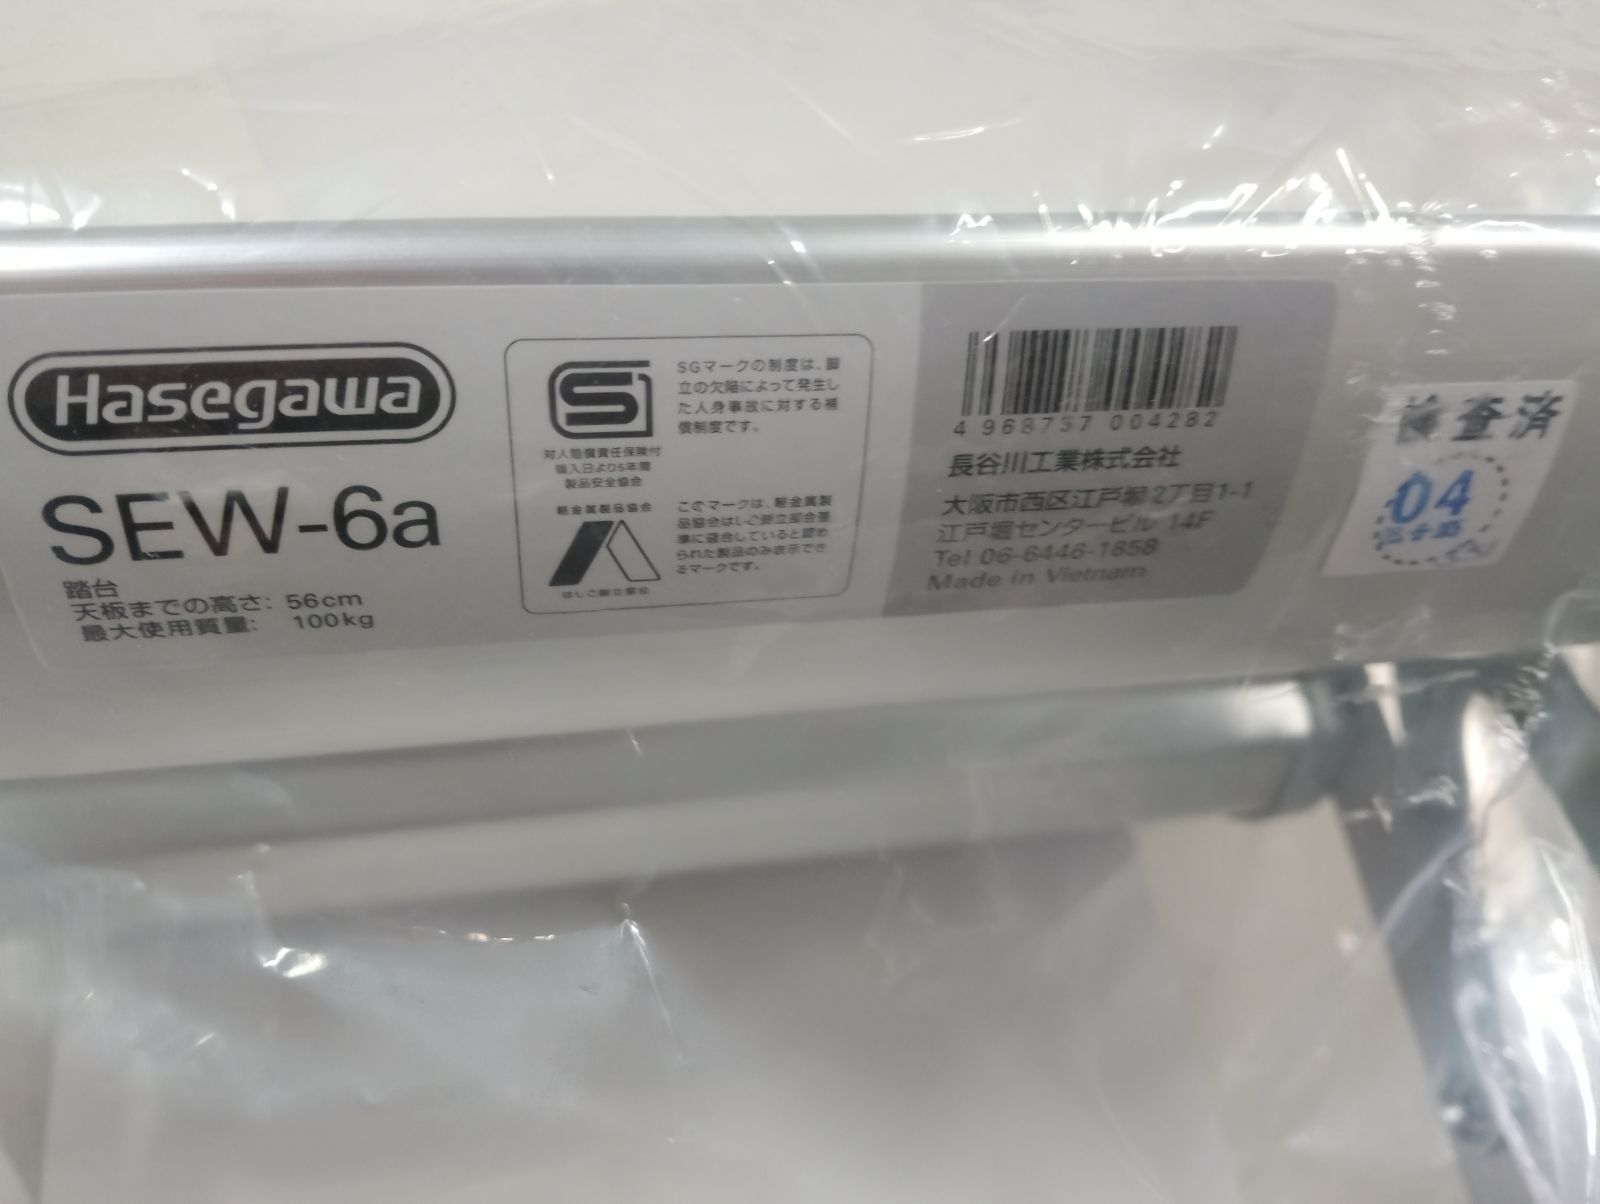 Hasegawa
SEW-6a
踏台
天板までの高さ: 56cm
最大使用質量: 100kg
SGマークの制度は、脚
立の欠陥によって発生し
た人身事故に対する補
償制度です。
対人賠償責任保険付
購入日より5年間
製品安全協会
軽金属製品協会
はしご脚立部会
このマークは、軽金属製
品協会はしご脚立部会基
準に適合していると認め
られた製品のみ表示でき
るマークです。
4 968757 004282
長谷川工業株式会社
大阪市西区江戸堀 2丁目1-1
江戸堀センタービル 14F
Tel 06-6446-1858
Made in Vietnam
検査済
04